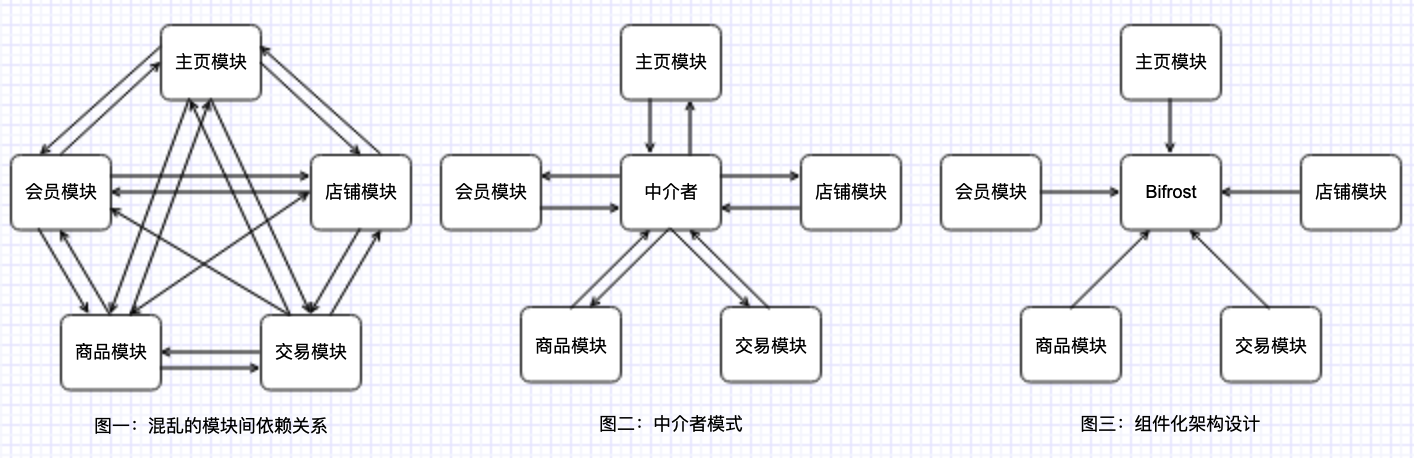 主页模块
会员模块
店铺模块
商品模块
交易模块
图一：混乱的模块间依赖关系
主页模块
会员模块
中介者
店铺模块
商品模块
交易模块
图二：中介者模式
主页模块
会员模块
Bifrost
店铺模块
商品模块
交易模块
图三：组件化架构设计